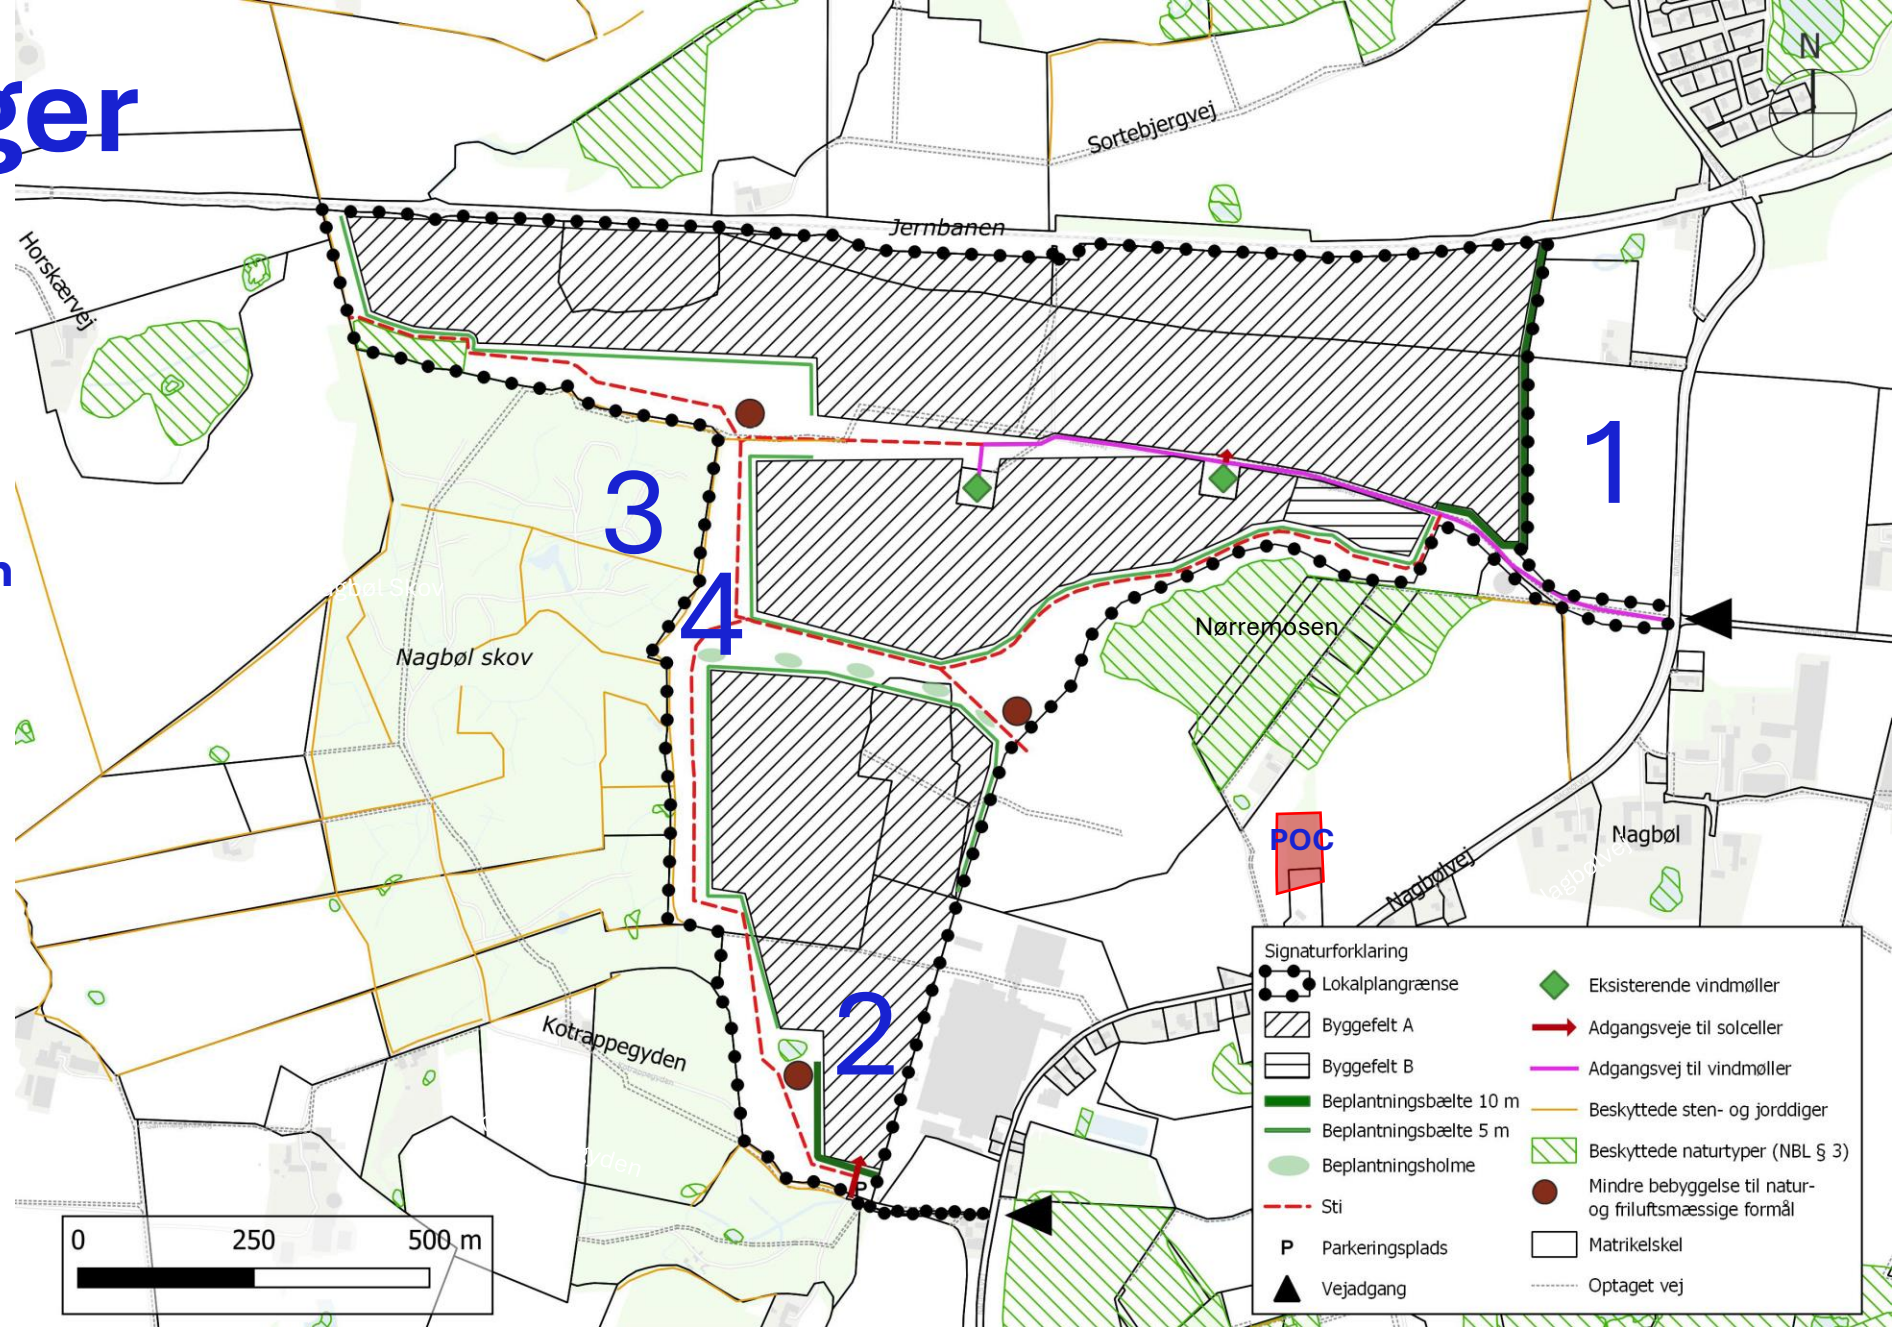 ger
N
Sortebjergvej
Jernbanen
Horskærvej
1
3
n
4
Nørremosen
Nagbøl skov
POC
Nagbøl
Nagbølvej
Kotrappegyden
2
P
0 250 500 m
Signaturforklaring
Lokalplangrænse
Byggefelt A
Byggefelt B
Beplantningsbælte 10 m
Beplantningsbælte 5 m
Beplantningsholme
Sti
P Parkeringsplads
Vejadgang
Eksisterende vindmøller
Adgangsveje til solceller
Adgangsvej til vindmøller
Beskyttede sten- og jorddiger
Beskyttede naturtyper (NBL § 3)
Mindre bebyggelse til natur-
og friluftsmæssige formål
Matrikelskel
Optaget vej